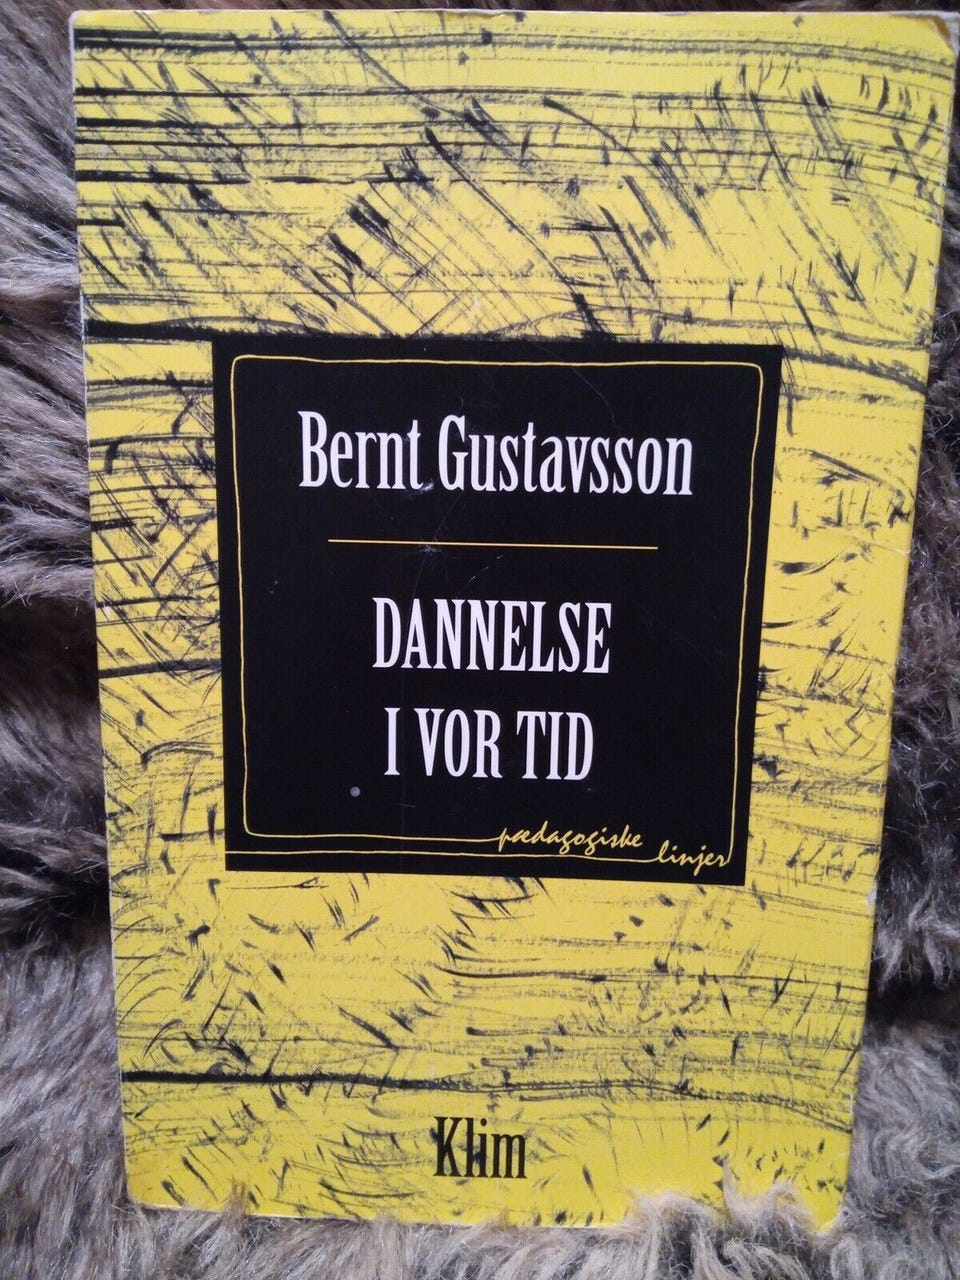 Bernt Gustavsson
DANNELSE
I VOR TID
pædagogiske
linjer
Klim